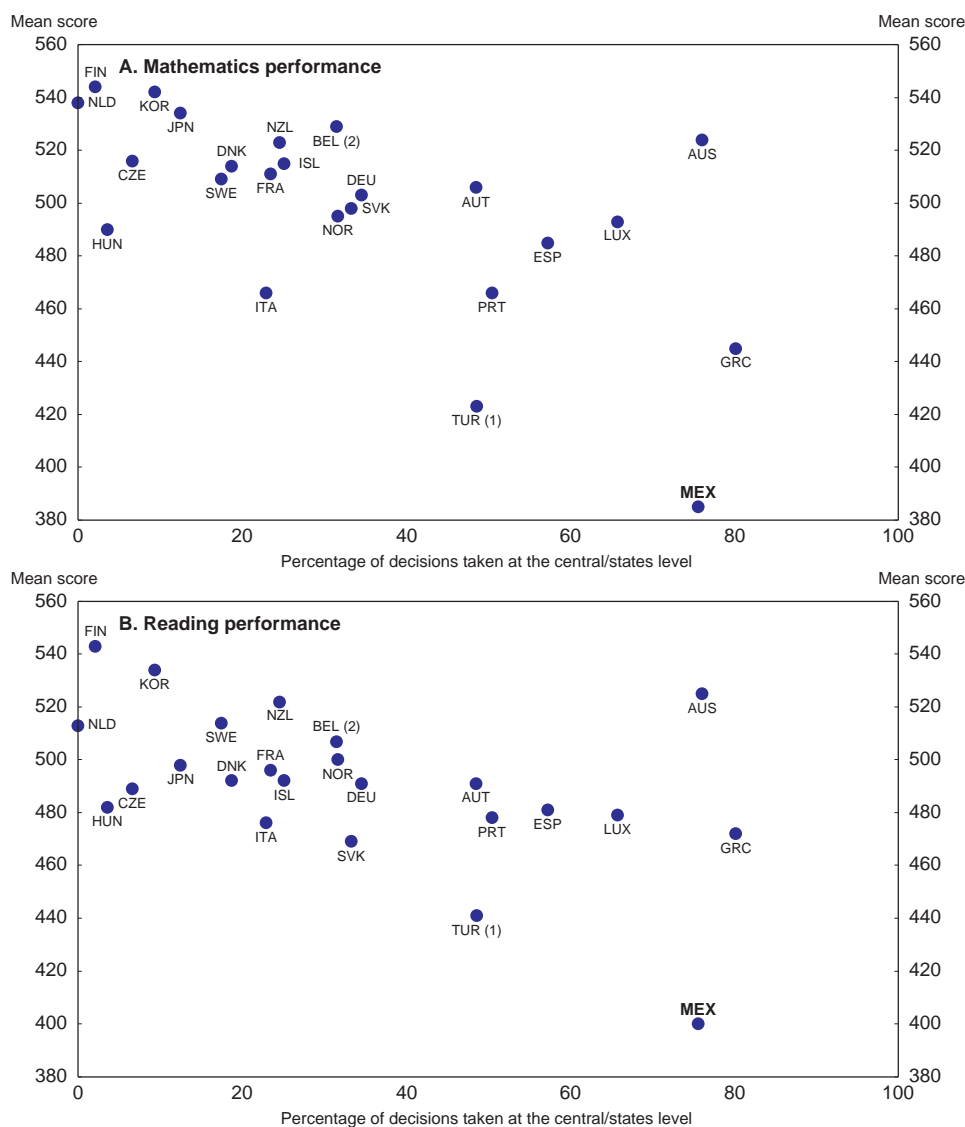 Mean score Mean score
560 560
A. Mathematics performance
FIN
540 540
NLD KOR
JPN
NZL
BEL (2)
AUS
520 520
DNK ISL
CZE
SWE FRA DEU
SVK AUT
500 500
NOR LUX
HUN
480 480
ESP
ITA PRT
460 460
GRC
440 440
420 420
TUR (1)
400 400
MEX
380 380
0 20 40 60 80 100
Percentage of decisions taken at the central/states level
Mean score Mean score
560 560
B. Reading performance
FIN
540 540
KOR
520 520
NLD NZL AUS
SWE BEL (2)
500 500
FRA
JPN DNK NOR
CZE ISL DEU AUT
480 480
HUN PRT ESP LUX
ITA GRC
SVK
460 460
440 440
TUR (1)
420 420
MEX
400 400
380 380
0 20 40 60 80 100
Percentage of decisions taken at the central/states level